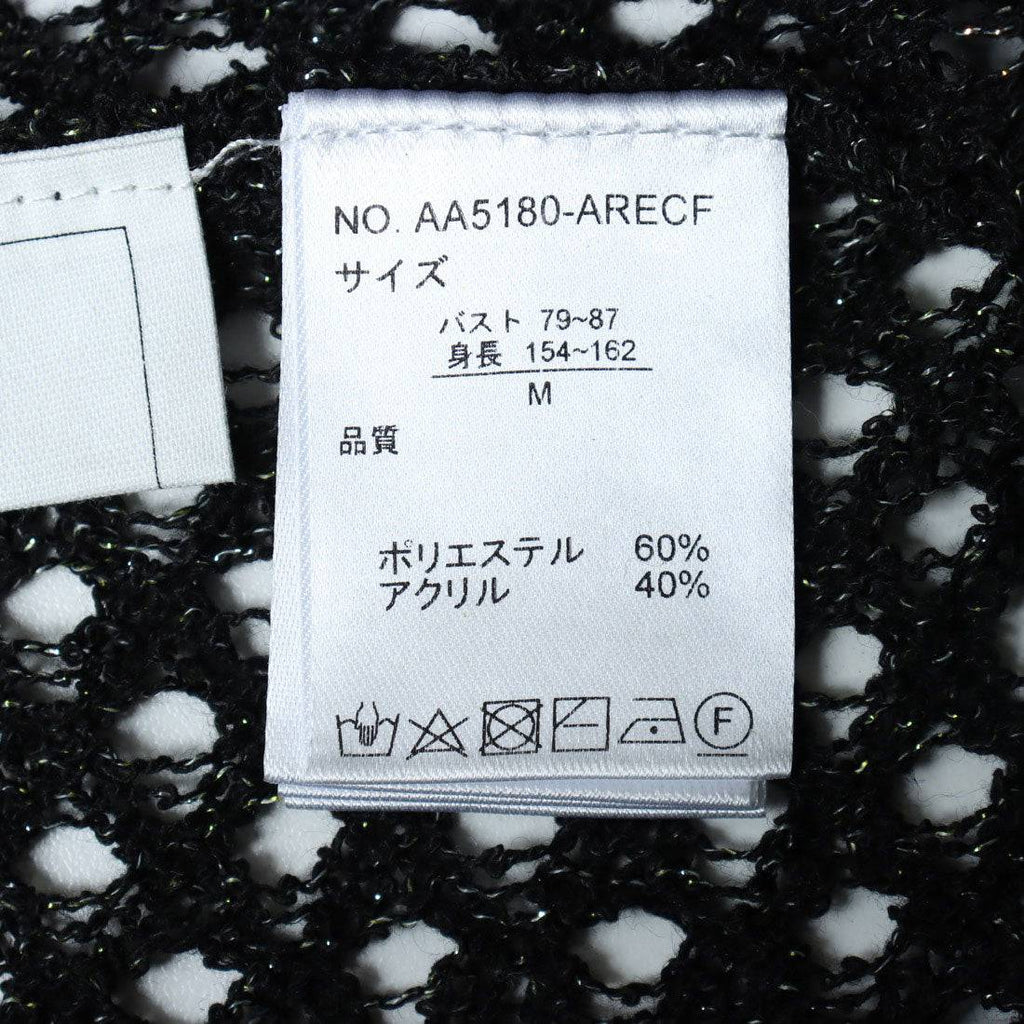 NO. AA5180-ARECF
サイズ
バスト 79~87
身長 154~162
M
品質
ポリエステル 60%
アクリル 40%
F